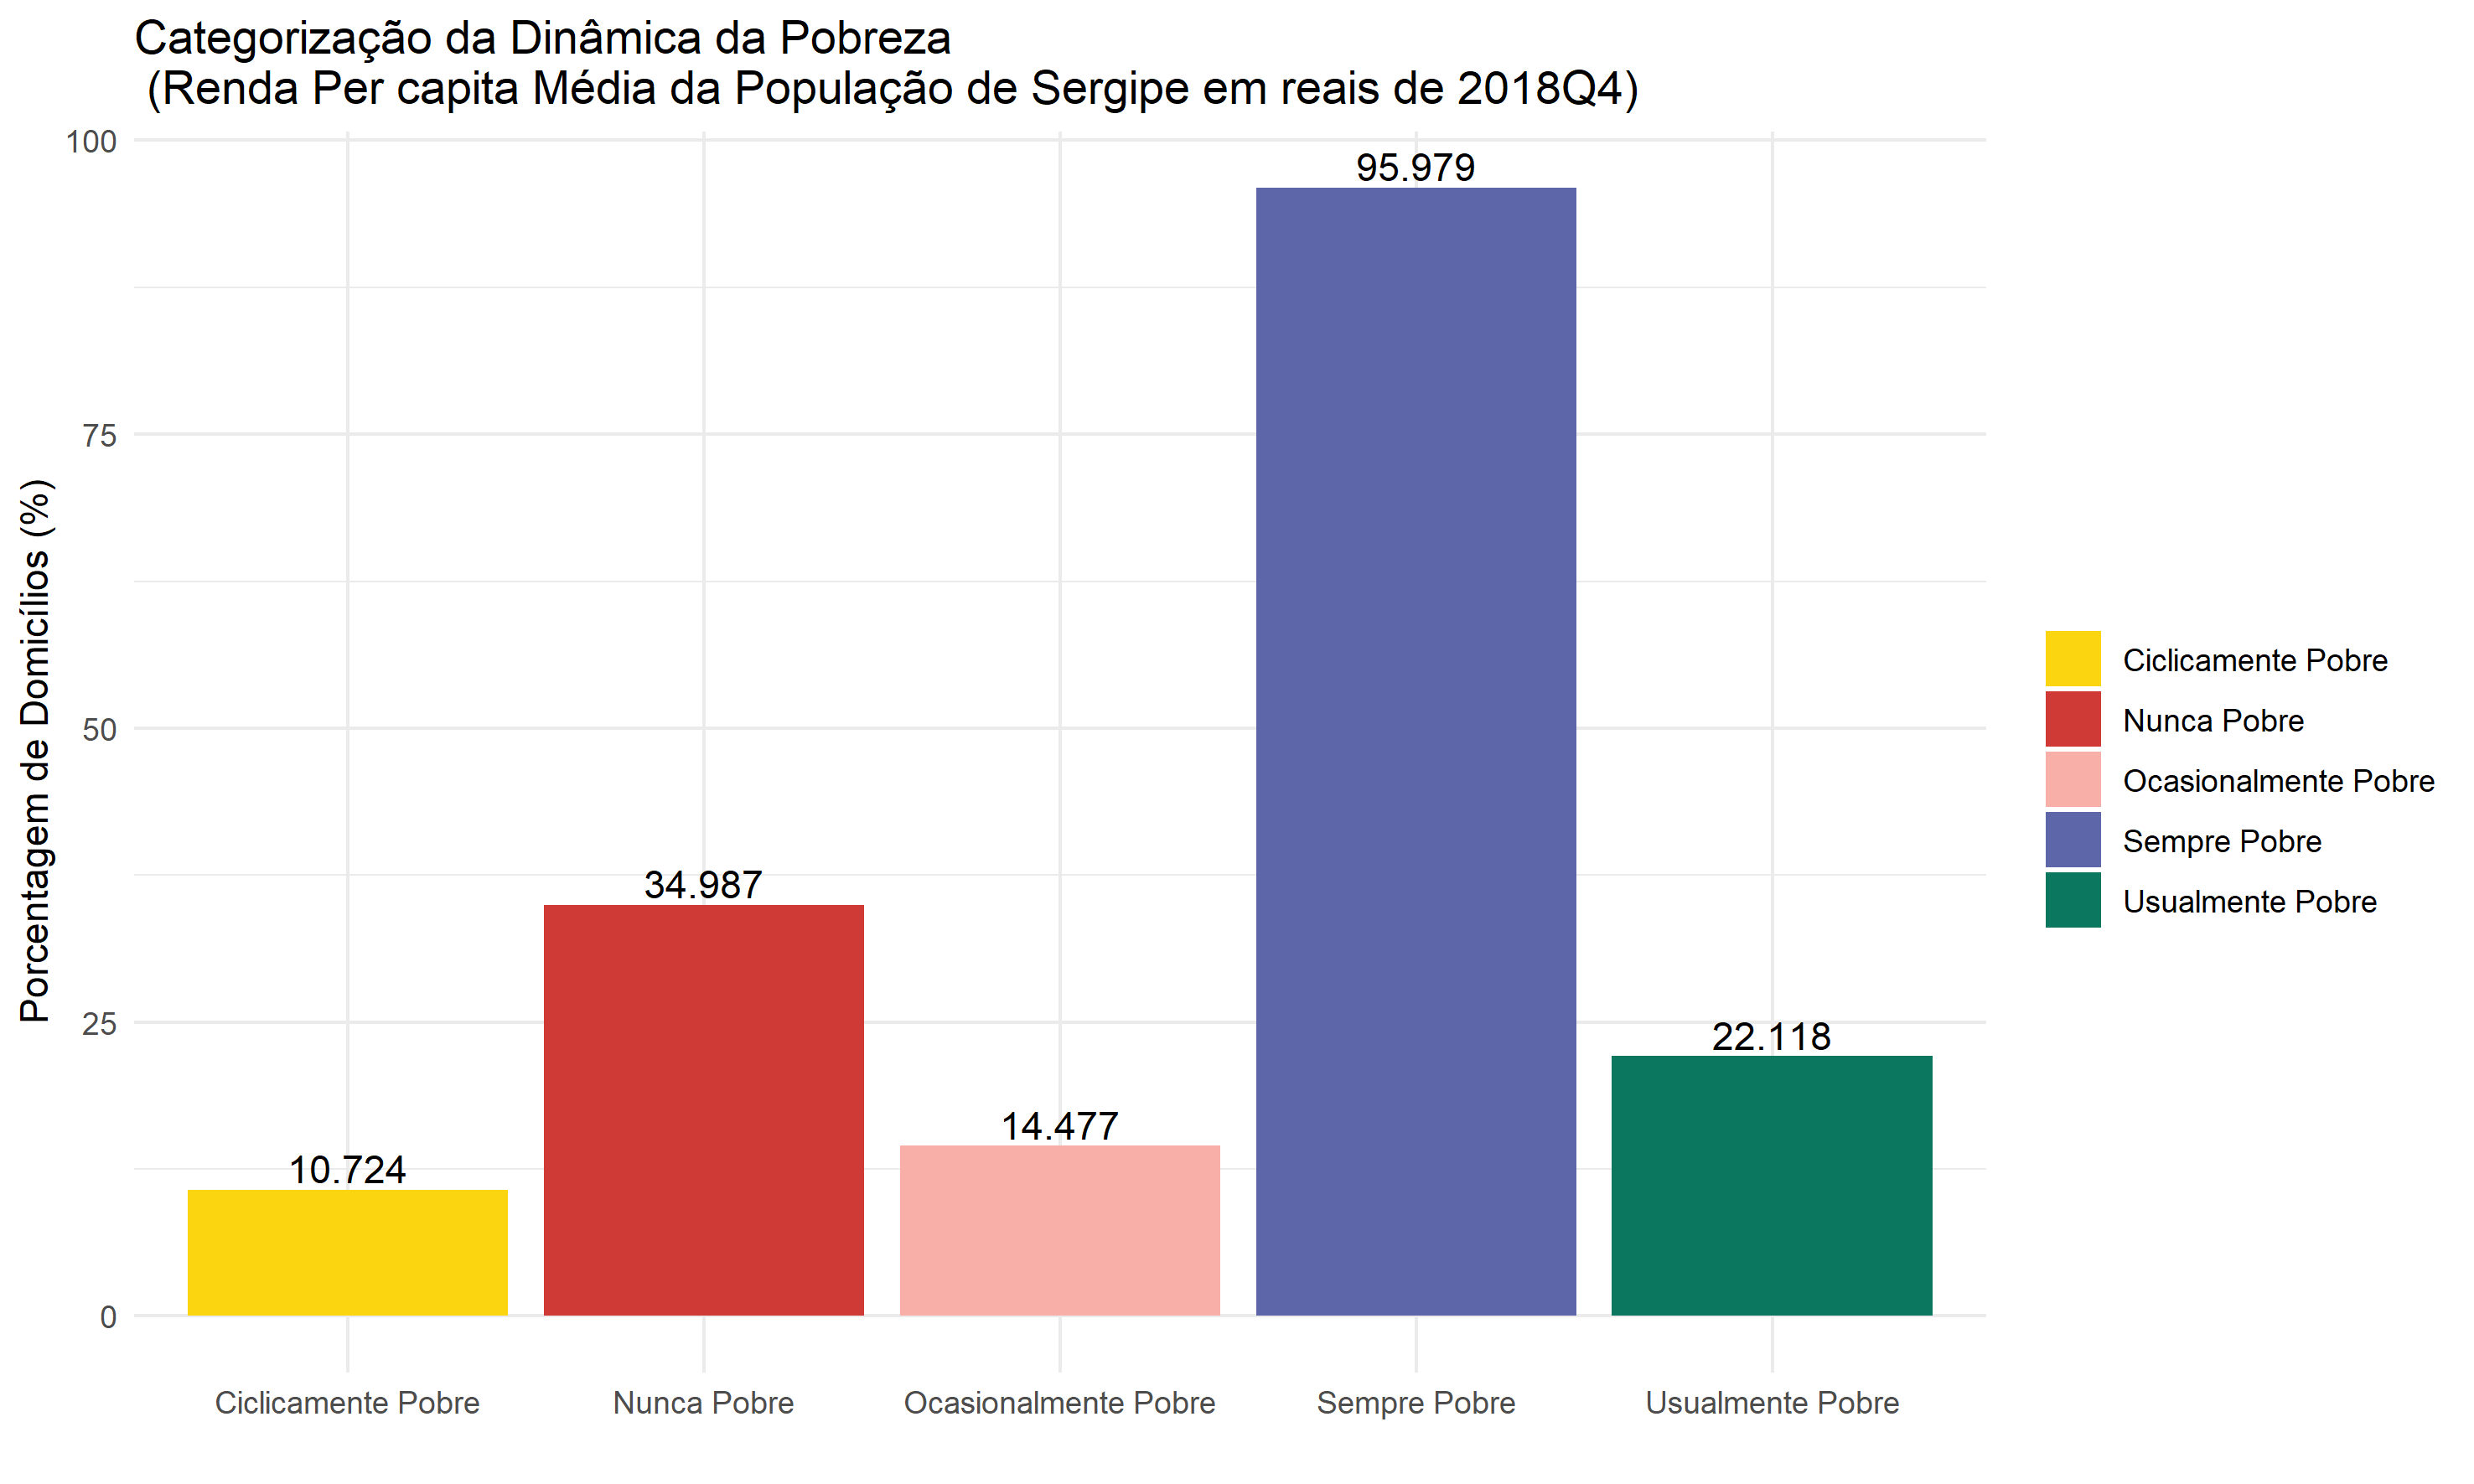 Categorização da Dinâmica da Pobreza
(Renda Per capita Média da População de Sergipe em reais de 2018Q4)
Porcentagem de Domicílios (%)
100
75
50
25
0
10.724
34.987
14.477
95.979
22.118
Ciclicamente Pobre
Nunca Pobre
Ocasionalmente Pobre
Sempre Pobre
Usualmente Pobre
Ciclicamente Pobre
Nunca Pobre
Ocasionalmente Pobre
Sempre Pobre
Usualmente Pobre